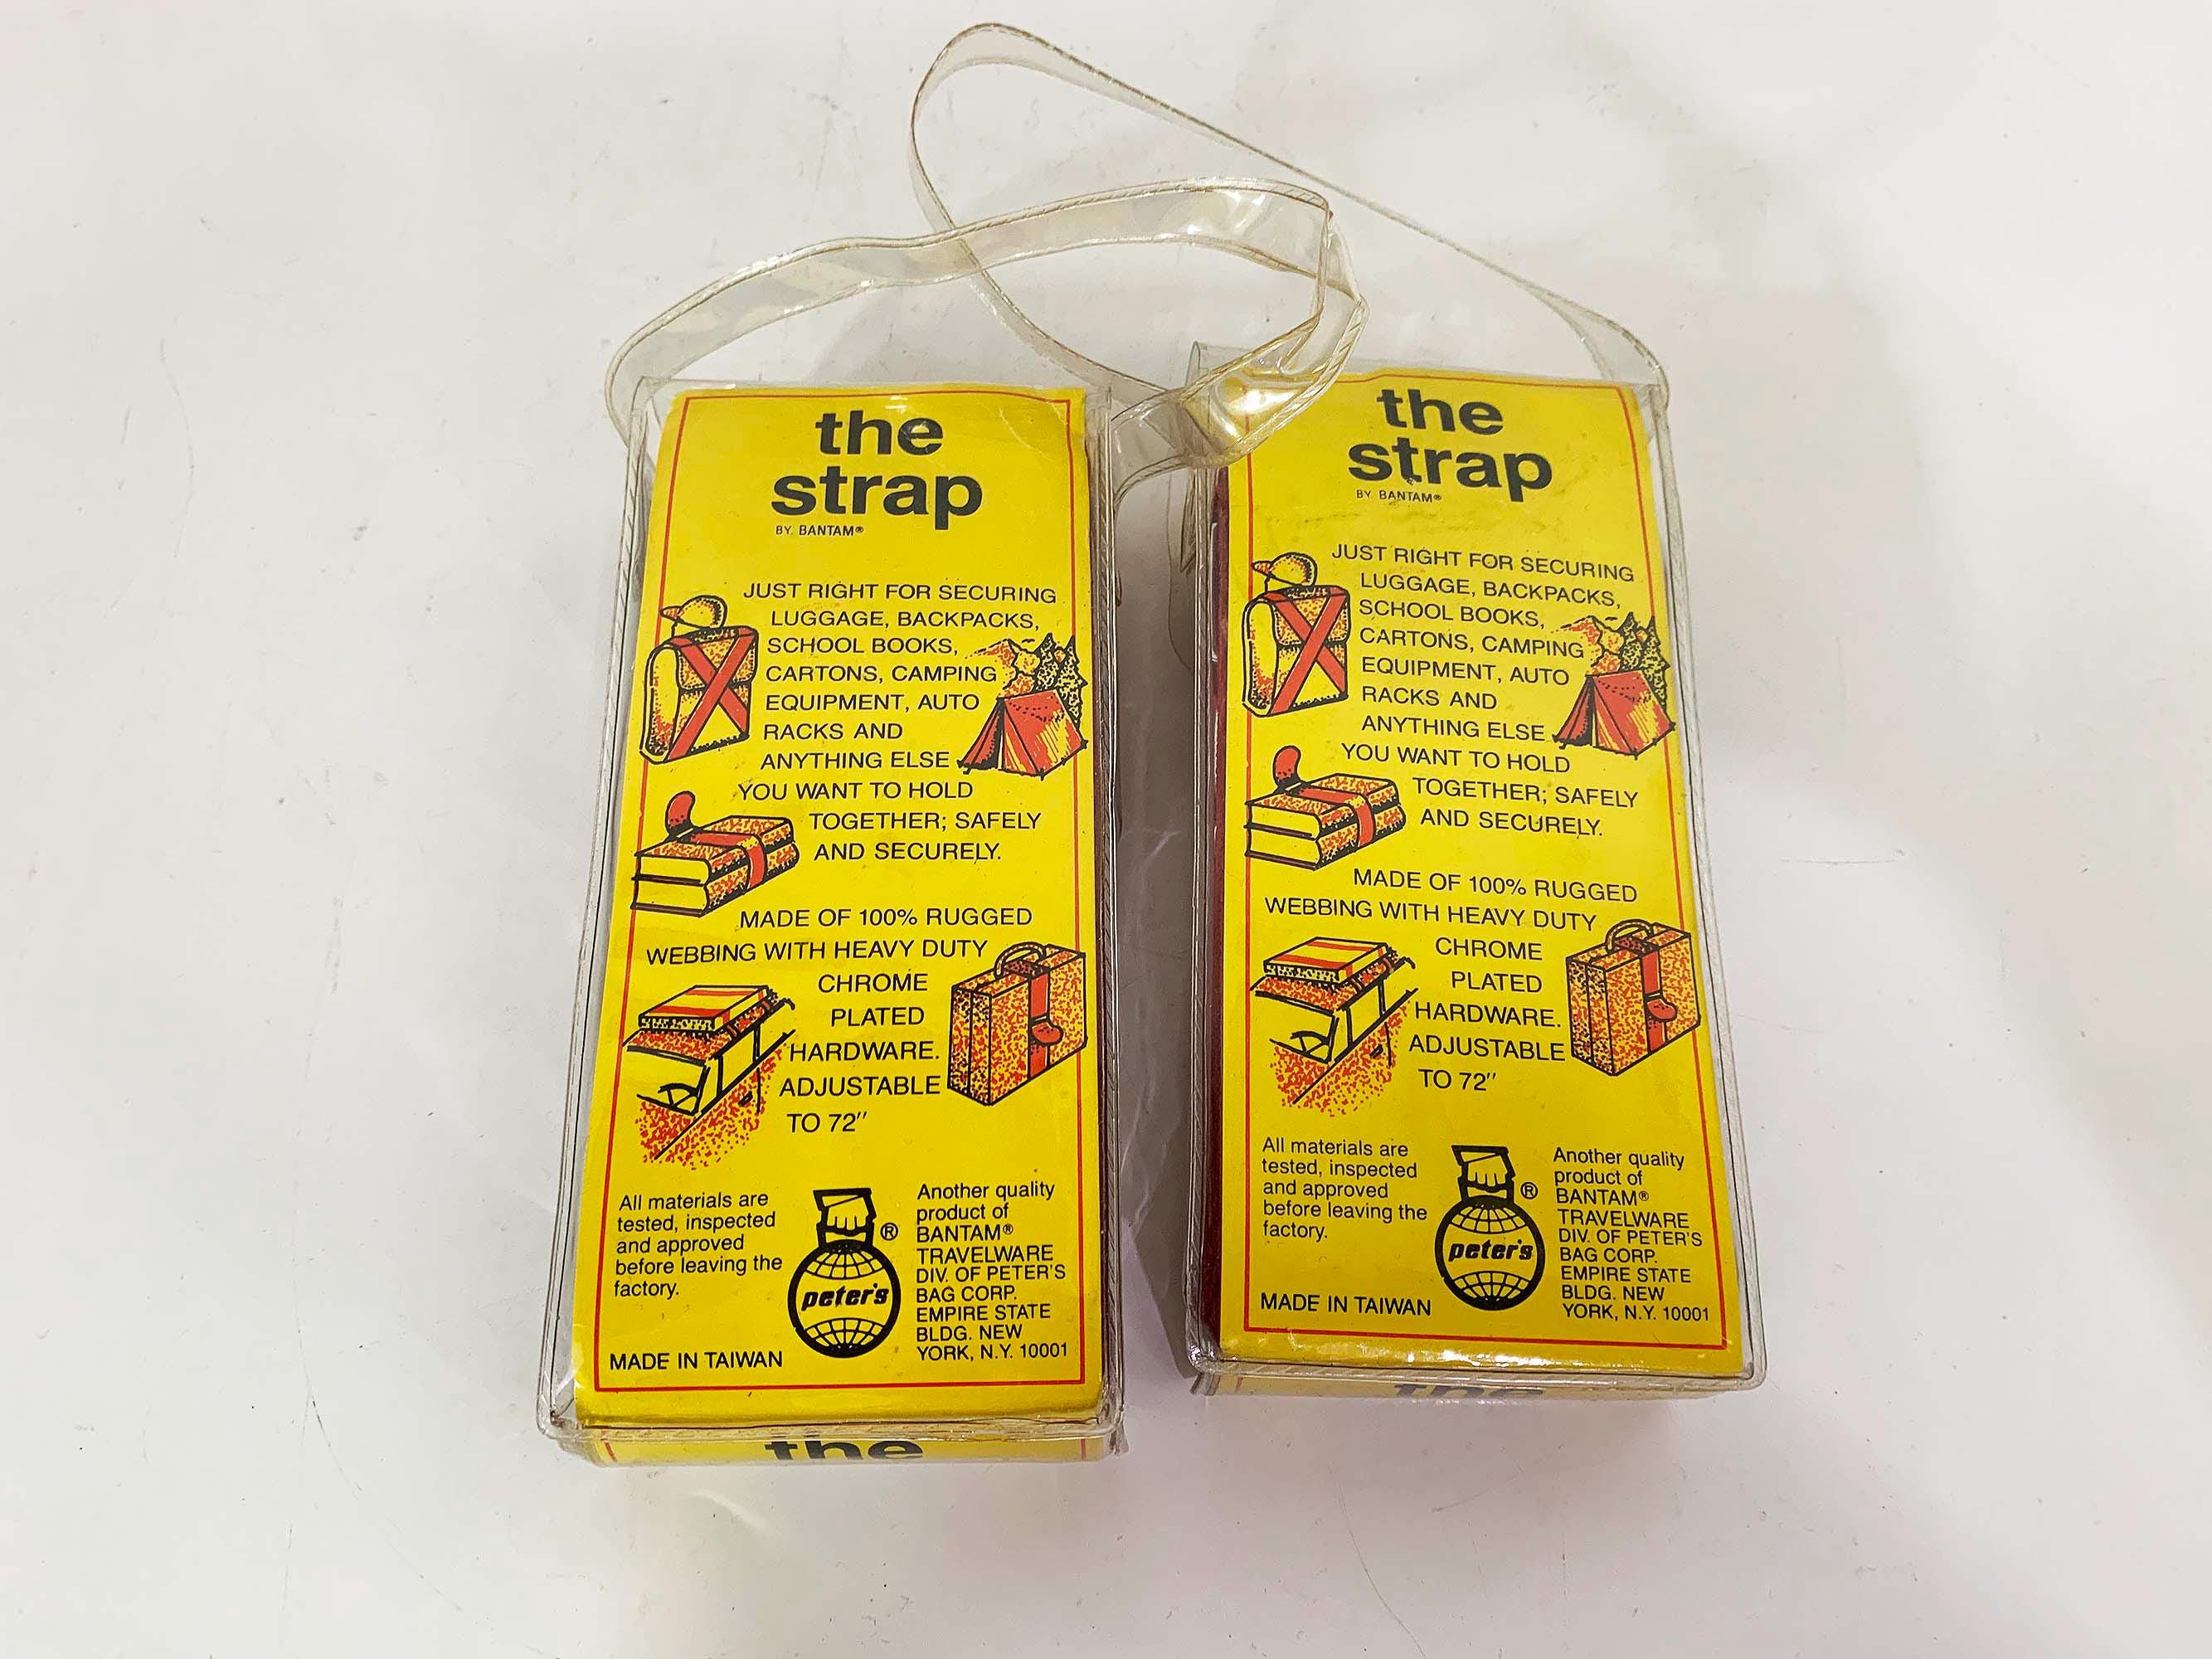 the
strap
BY BANTAM®
JUST RIGHT FOR SECURING
LUGGAGE, BACKPACKS,
SCHOOL BOOKS,
CARTONS, CAMPING
EQUIPMENT, AUTO
RACKS AND
ANYTHING ELSE
YOU WANT TO HOLD
TOGETHER; SAFELY
AND SECURELY.
MADE OF 100% RUGGED
WEBBING WITH HEAVY DUTY
CHROME
PLATED
HARDWARE.
ADJUSTABLE
TO 72"
All materials are
tested, inspected
and approved
before leaving the
factory.
MADE IN TAIWAN
®
peter's
Another quality
product of
BANTAM®
TRAVELWARE
DIV. OF PETER'S
BAG CORP.
EMPIRE STATE
BLDG. NEW
YORK, N.Y. 10001
the
the
strap
BY BANTAM®
JUST RIGHT FOR SECURING
LUGGAGE, BACKPACKS,
SCHOOL BOOKS,
CARTONS, CAMPING
EQUIPMENT, AUTO
RACKS AND
ANYTHING ELSE
YOU WANT TO HOLD
TOGETHER; SAFELY
AND SECURELY.
MADE OF 100% RUGGED
WEBBING WITH HEAVY DUTY
CHROME
PLATED
HARDWARE.
ADJUSTABLE
TO 72"
All materials are
tested, inspected
and approved
before leaving the
factory.
MADE IN TAIWAN
®
peter's
Another quality
product of
BANTAM®
TRAVELWARE
DIV. OF PETER'S
BAG CORP.
EMPIRE STATE
BLDG. NEW
YORK, N.Y. 10001
the